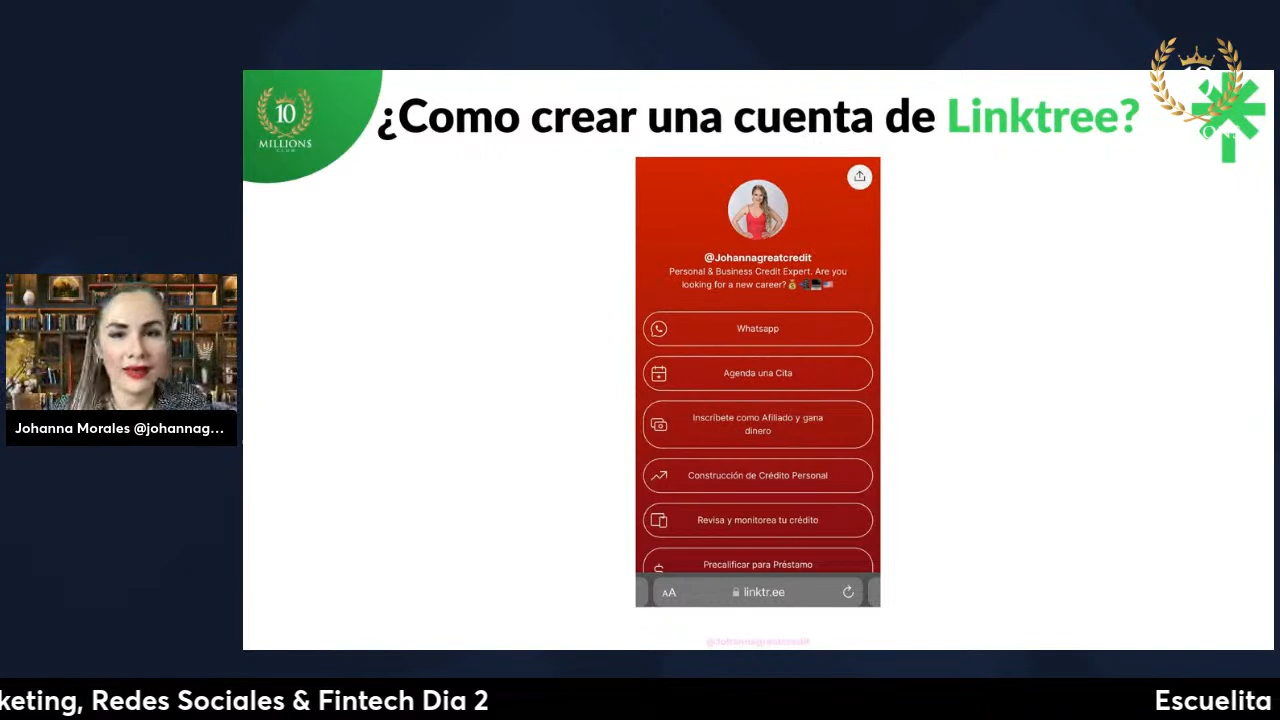 10
MILLION$
CLUB
¿Como crear una cuenta de Linktree?
@Johannagreatcredit
Personal & Business Credit Expert. Are you
looking for a new career?
Whatsapp
Agenda una Cita
Inscríbete como Afiliado y gana
dinero
Construcción de Crédito Personal
Revisa y monitorea tu crédito
Precalificar para Préstamo
AA
linktr.ee
@Johannagreatcredit
Johanna Morales @johannag...
keting, Redes Sociales & Fintech Dia 2
Escuelita